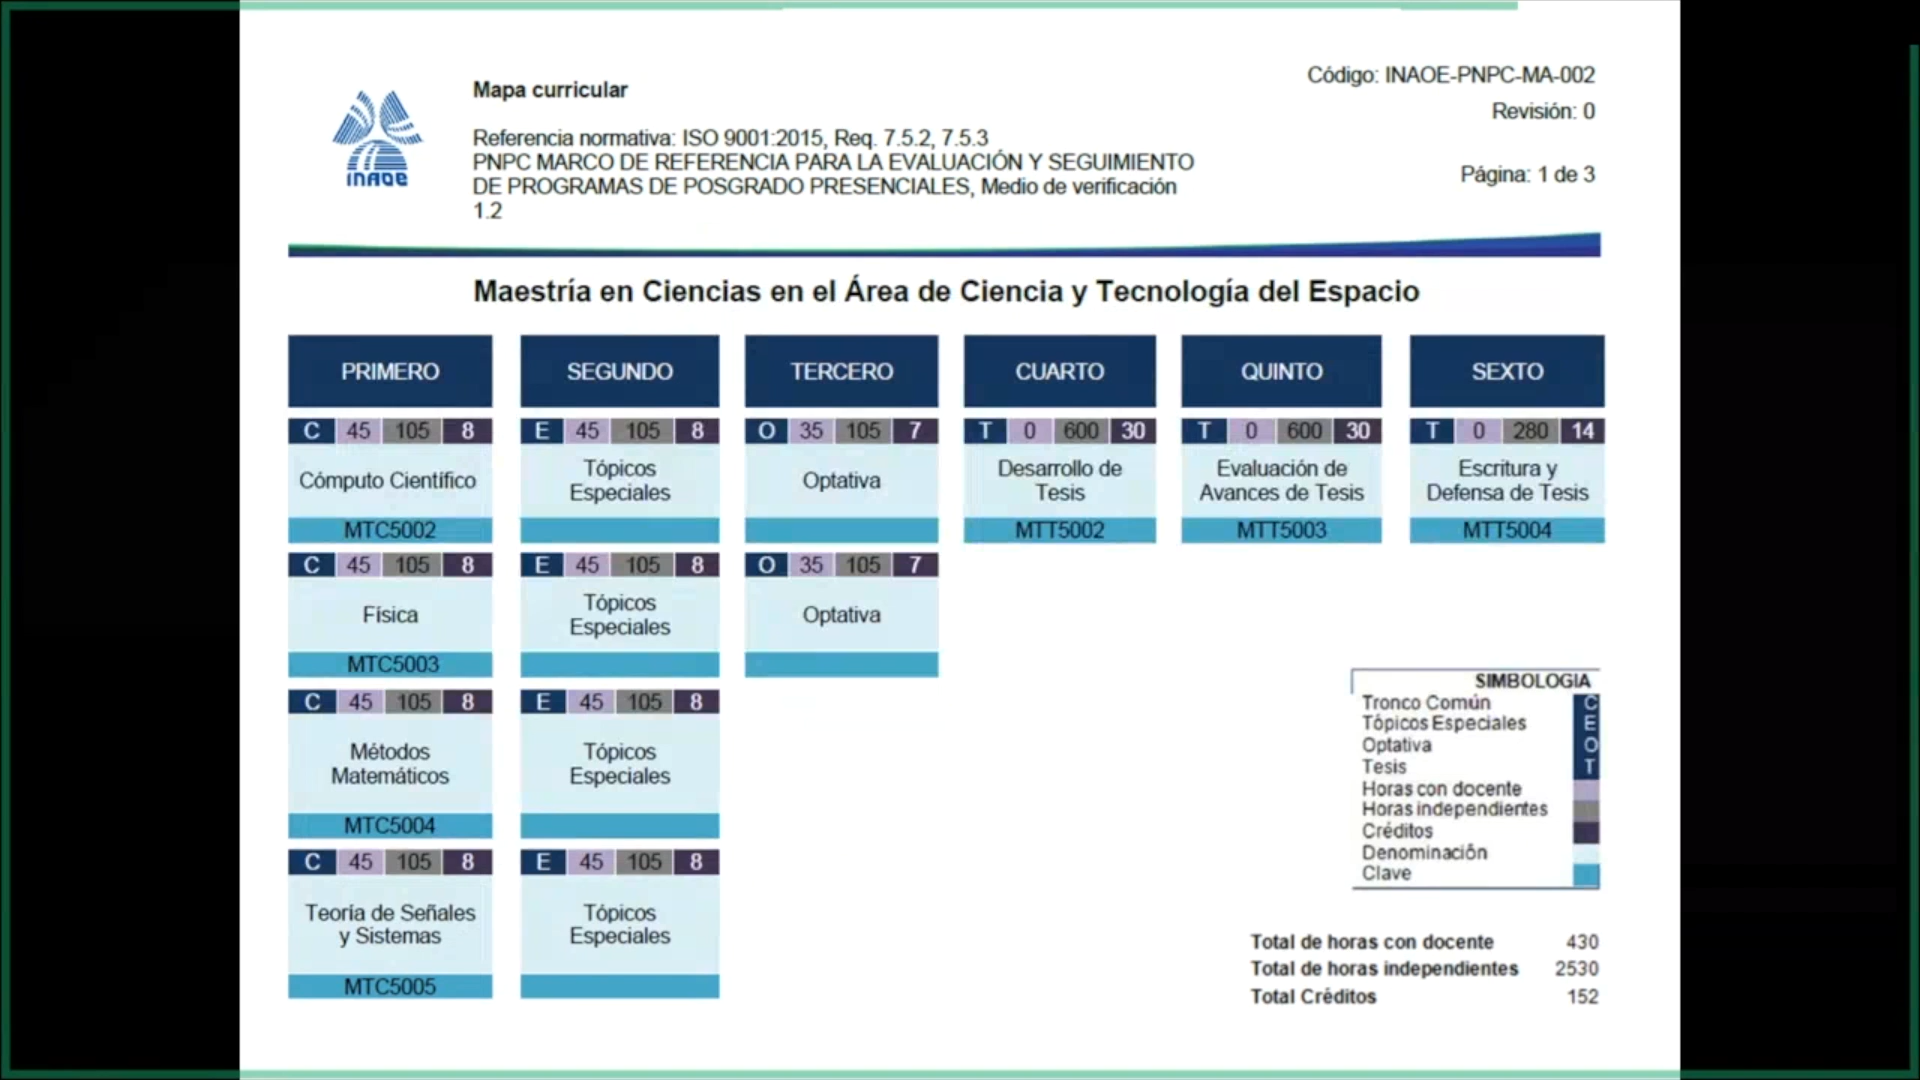 INAOE
Mapa curricular
Referencia normativa: ISO 9001:2015, Req. 7.5.2, 7.5.3
PNPC MARCO DE REFERENCIA PARA LA EVALUACIÓN Y SEGUIMIENTO
DE PROGRAMAS DE POSGRADO PRESENCIALES, Medio de verificación
1.2
Código: INAOE-PNPC-MA-002
Revisión: 0
Página: 1 de 3
Maestría en Ciencias en el Área de Ciencia y Tecnología del Espacio
PRIMERO
C 45 105 8
Cómputo Científico
MTC5002
C 45 105 8
Física
MTC5003
C 45 105 8
Métodos
Matemáticos
MTC5004
C 45 105 8
Teoría de Señales
y Sistemas
MTC5005
SEGUNDO
E 45 105 8
Tópicos
Especiales
E 45 105 8
Tópicos
Especiales
E 45 105 8
Tópicos
Especiales
E 45 105 8
Tópicos
Especiales
TERCERO
O 35 105 7
Optativa
O 35 105 7
Optativa
CUARTO
T 0 600 30
Desarrollo de
Tesis
MTT5002
QUINTO
T 0 600 30
Evaluación de
Avances de Tesis
MTT5003
SEXTO
T 0 280 14
Escritura y
Defensa de Tesis
MTT5004
SIMBOLOGIA
Tronco Común C
Tópicos Especiales E
Optativa O
Tesis T
Horas con docente
Horas independientes
Créditos
Denominación
Clave
Total de horas con docente 430
Total de horas independientes 2530
Total Créditos 152